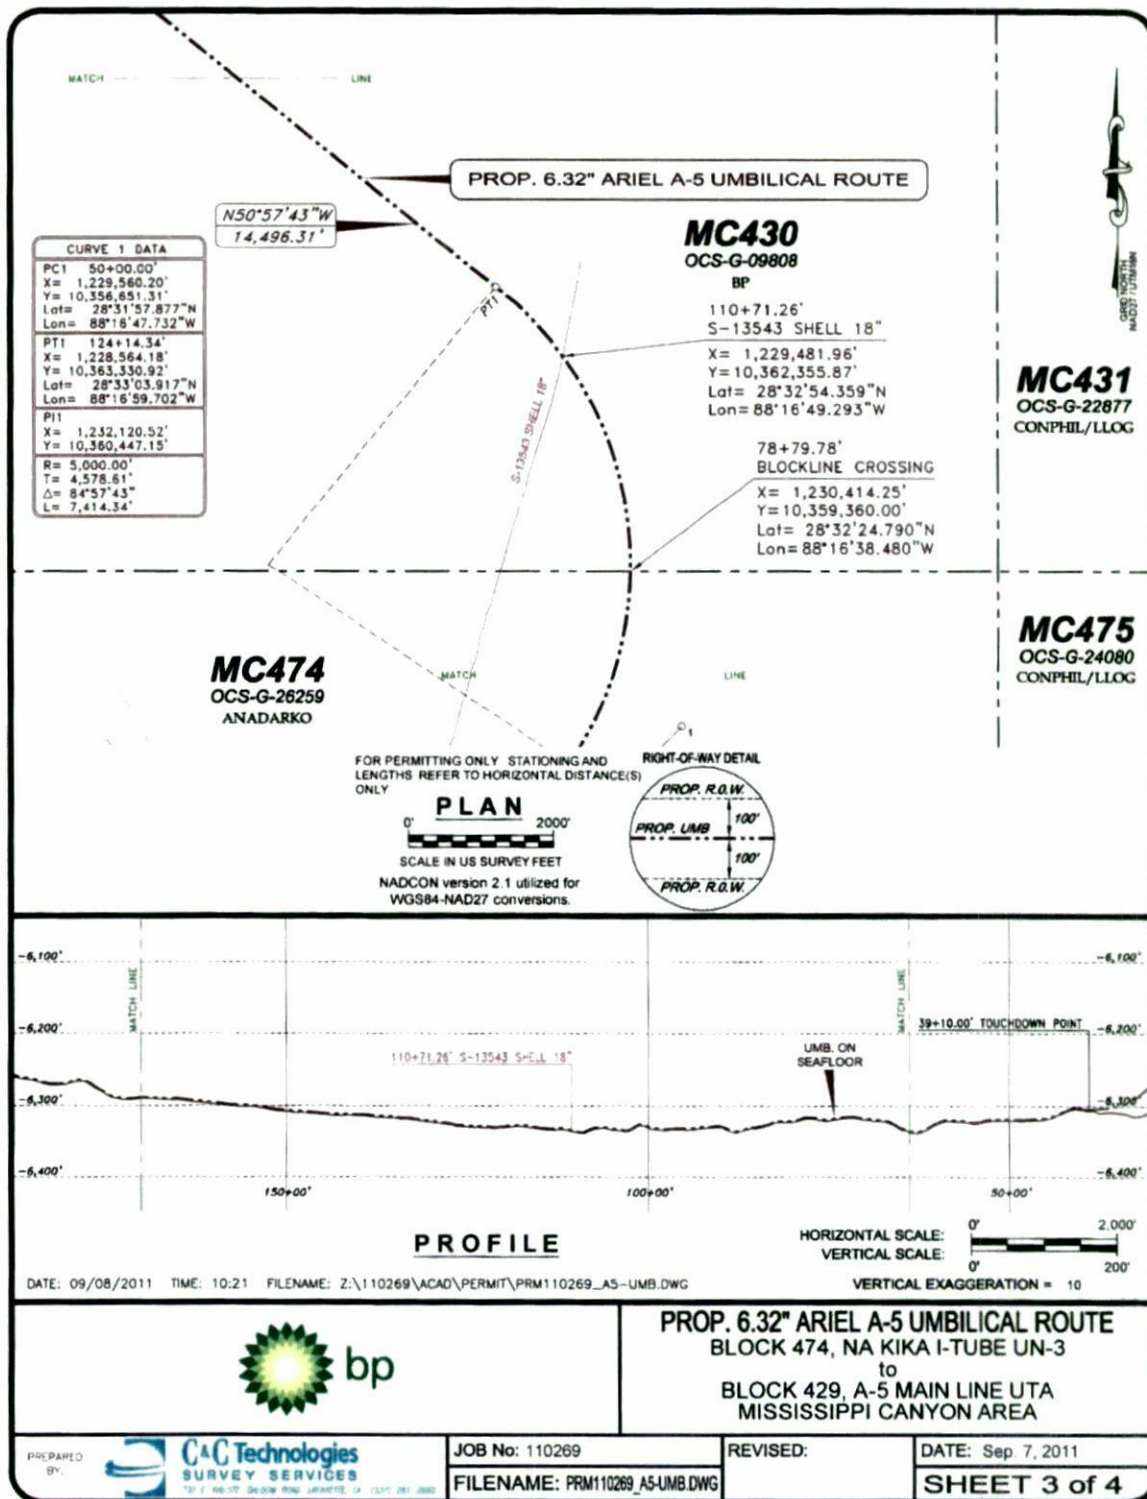 MATCH LINE
PROP. 6.32" ARIEL A-5 UMBILICAL ROUTE
N50°57'43"W
14,496.31'
MC430
OCS-G-09808
BP
GRID NORTH
NAD27/UTM16N
CURVE 1 DATA
PC1 50+00.00'
X= 1,229,560.20'
Y= 10,356,651.31'
Lat= 28°31'57.877"N
Lon= 88°16'47.732"W
PT1 124+14.34'
X= 1,228,564.18'
Y= 10,363,330.92'
Lat= 28°33'03.917"N
Lon= 88°16'59.702"W
PI1
X= 1,232,120.52'
Y= 10,360,447.15'
R= 5,000.00'
T= 4,578.61'
Δ= 84°57'43"
L= 7,414.34'
PT1
S-13543 SHELL 18"
110+71.26'
S-13543 SHELL 18"
X= 1,229,481.96'
Y= 10,362,355.87'
Lat= 28°32'54.359"N
Lon= 88°16'49.293"W
MC431
OCS-G-22877
CONPHIL/LLOG
78+79.78'
BLOCKLINE CROSSING
X= 1,230,414.25'
Y= 10,359,360.00'
Lat= 28°32'24.790"N
Lon= 88°16'38.480"W
MC474
OCS-G-26259
ANADARKO
MC475
OCS-G-24080
CONPHIL/LLOG
MATCH LINE
1
FOR PERMITTING ONLY STATIONING AND
LENGTHS REFER TO HORIZONTAL DISTANCE(S)
ONLY
PLAN
0' 2000'
SCALE IN US SURVEY FEET
NADCON version 2.1 utilized for
WGS84-NAD27 conversions.
RIGHT-OF-WAY DETAIL
PROP. R.O.W.
100'
PROP. UMB
100'
PROP. R.O.W.
-6,100' -6,100'
MATCH LINE
MATCH LINE
-6,200' -6,200'
39+10.00' TOUCHDOWN POINT
110+71.26' S-13543 SHELL 18"
UMB. ON
SEAFLOOR
-6,300' -6,300'
-6,400' -6,400'
150+00' 100+00' 50+00'
PROFILE
HORIZONTAL SCALE: 0' 2,000'
VERTICAL SCALE: 0' 200'
VERTICAL EXAGGERATION = 10
DATE: 09/08/2011 TIME: 10:21 FILENAME: Z:\110269\ACAD\PERMIT\PRM110269_A5-UMB.DWG
bp
PROP. 6.32" ARIEL A-5 UMBILICAL ROUTE
BLOCK 474, NA KIKA I-TUBE UN-3
to
BLOCK 429, A-5 MAIN LINE UTA
MISSISSIPPI CANYON AREA
PREPARED
BY:
C&C Technologies
SURVEY SERVICES
JOB No: 110269
FILENAME: PRM110269_A5-UMB.DWG
REVISED:
DATE: Sep. 7, 2011
SHEET 3 of 4